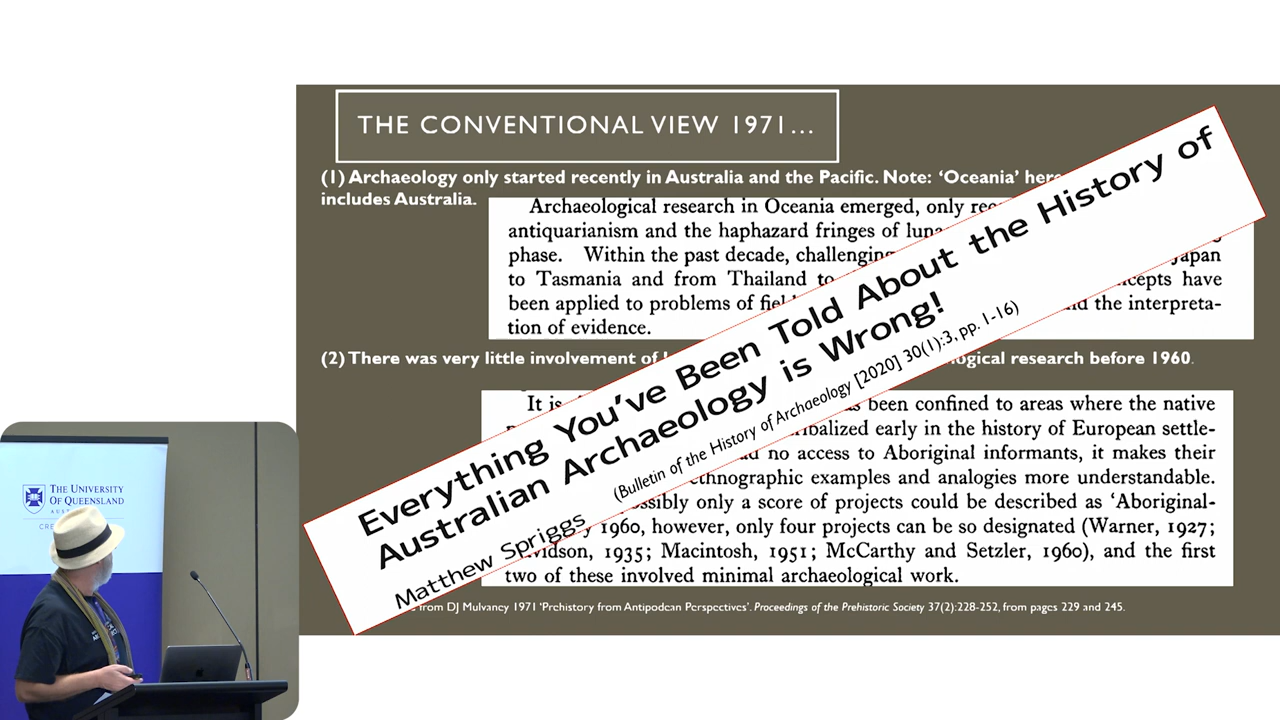 THE CONVENTIONAL VIEW 1971...
(1) Archaeology only started recently in Australia and the Pacific. Note: ‘Oceania’ here
includes Australia.
Archaeological research in Oceania emerged, only
antiquarianism and the haphazard fringes of
phase. Within the past decade, challenging Japan
to Tasmania and from Thailand to have
been applied to problems of and the interpreta-
tion of evidence.
(2) There was very little involvement of research before 1960.
It is been confined to areas where the native
early in the history of European settle-
no access to Aboriginal informants, it makes their
ethnographic examples and analogies more understandable.
only a score of projects could be described as ‘Aboriginal-
1960, however, only four projects can be so designated (Warner, 1927;
1935; Macintosh, 1951; McCarthy and Setzler, 1960), and the first
two of these involved minimal archaeological work.
from DJ Mulvaney 1971 ‘Prehistory from Antipodean Perspectives’. Proceedings of the Prehistoric Society 37(2):228-252, from pages 229 and 245.
Everything You’ve Been Told About the History of
Australian Archaeology is Wrong!
Matthew Spriggs (Bulletin of the History of Archaeology [2020] 30(1):3, pp. 1-16)
THE UNIVERSITY
OF QUEENSLAND